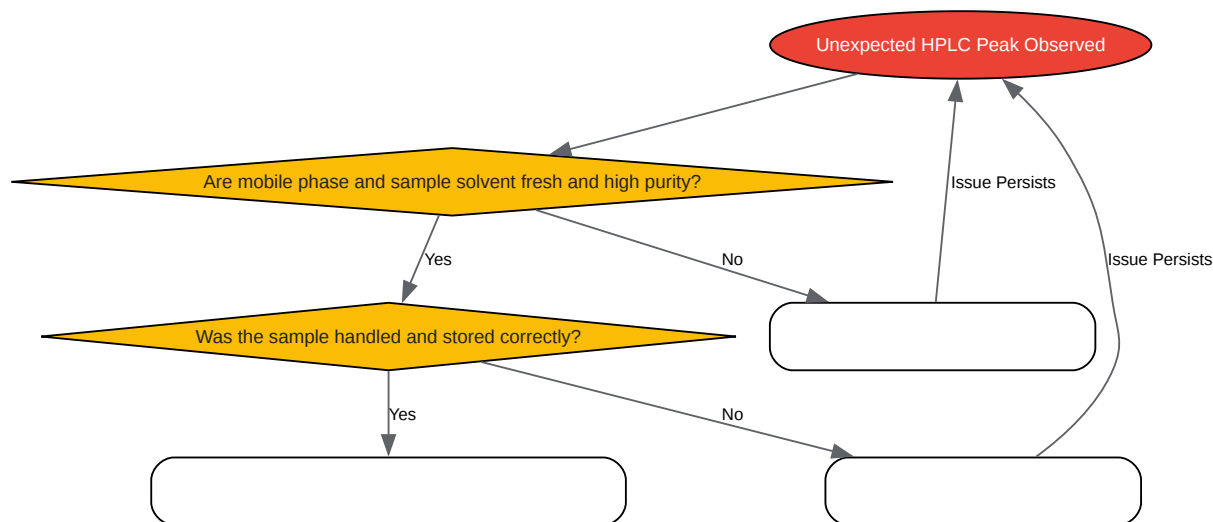 Unexpected HPLC Peak Observed
Are mobile phase and sample solvent fresh and high purity?
Issue Persists
Yes
No
Issue Persists
Was the sample handled and stored correctly?
Yes
No